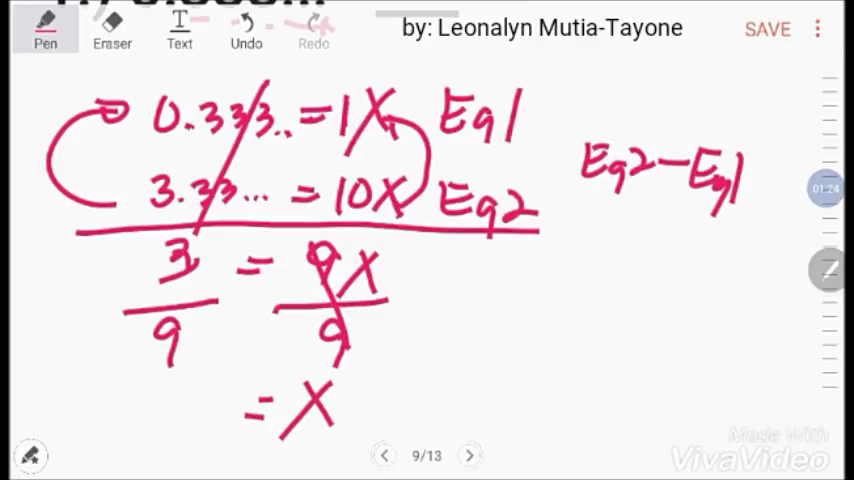 Pen Eraser Text Undo Redo by: Leonalyn Mutia-Tayone SAVE
0.333.. = 1X Eq1
3.33... = 10X Eq2
Eq2 - Eq1
01:24
3 = 9X
9 9
= X
9/13
Made with
VivaVideo